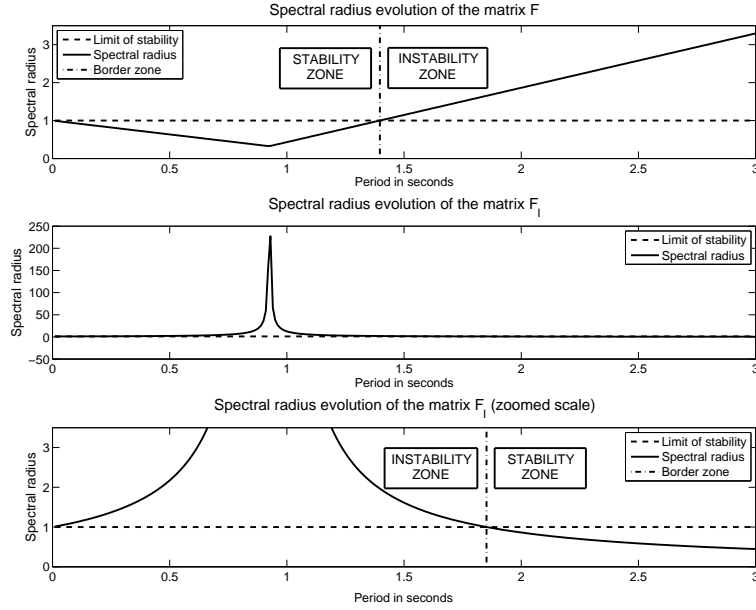 Spectral radius evolution of the matrix F
Limit of stability
Spectral radius
Border zone
STABILITY
ZONE
INSTABILITY
ZONE
Spectral radius
3
2
1
0
0
0.5
1
1.5
2
2.5
3
Period in seconds
Spectral radius evolution of the matrix F_I
Limit of stability
Spectral radius
Spectral radius
250
200
150
100
50
0
−50
0
0.5
1
1.5
2
2.5
3
Period in seconds
Spectral radius evolution of the matrix F_I (zoomed scale)
Limit of stability
Spectral radius
Border zone
INSTABILITY
ZONE
STABILITY
ZONE
Spectral radius
3
2
1
0
0
0.5
1
1.5
2
2.5
3
Period in seconds